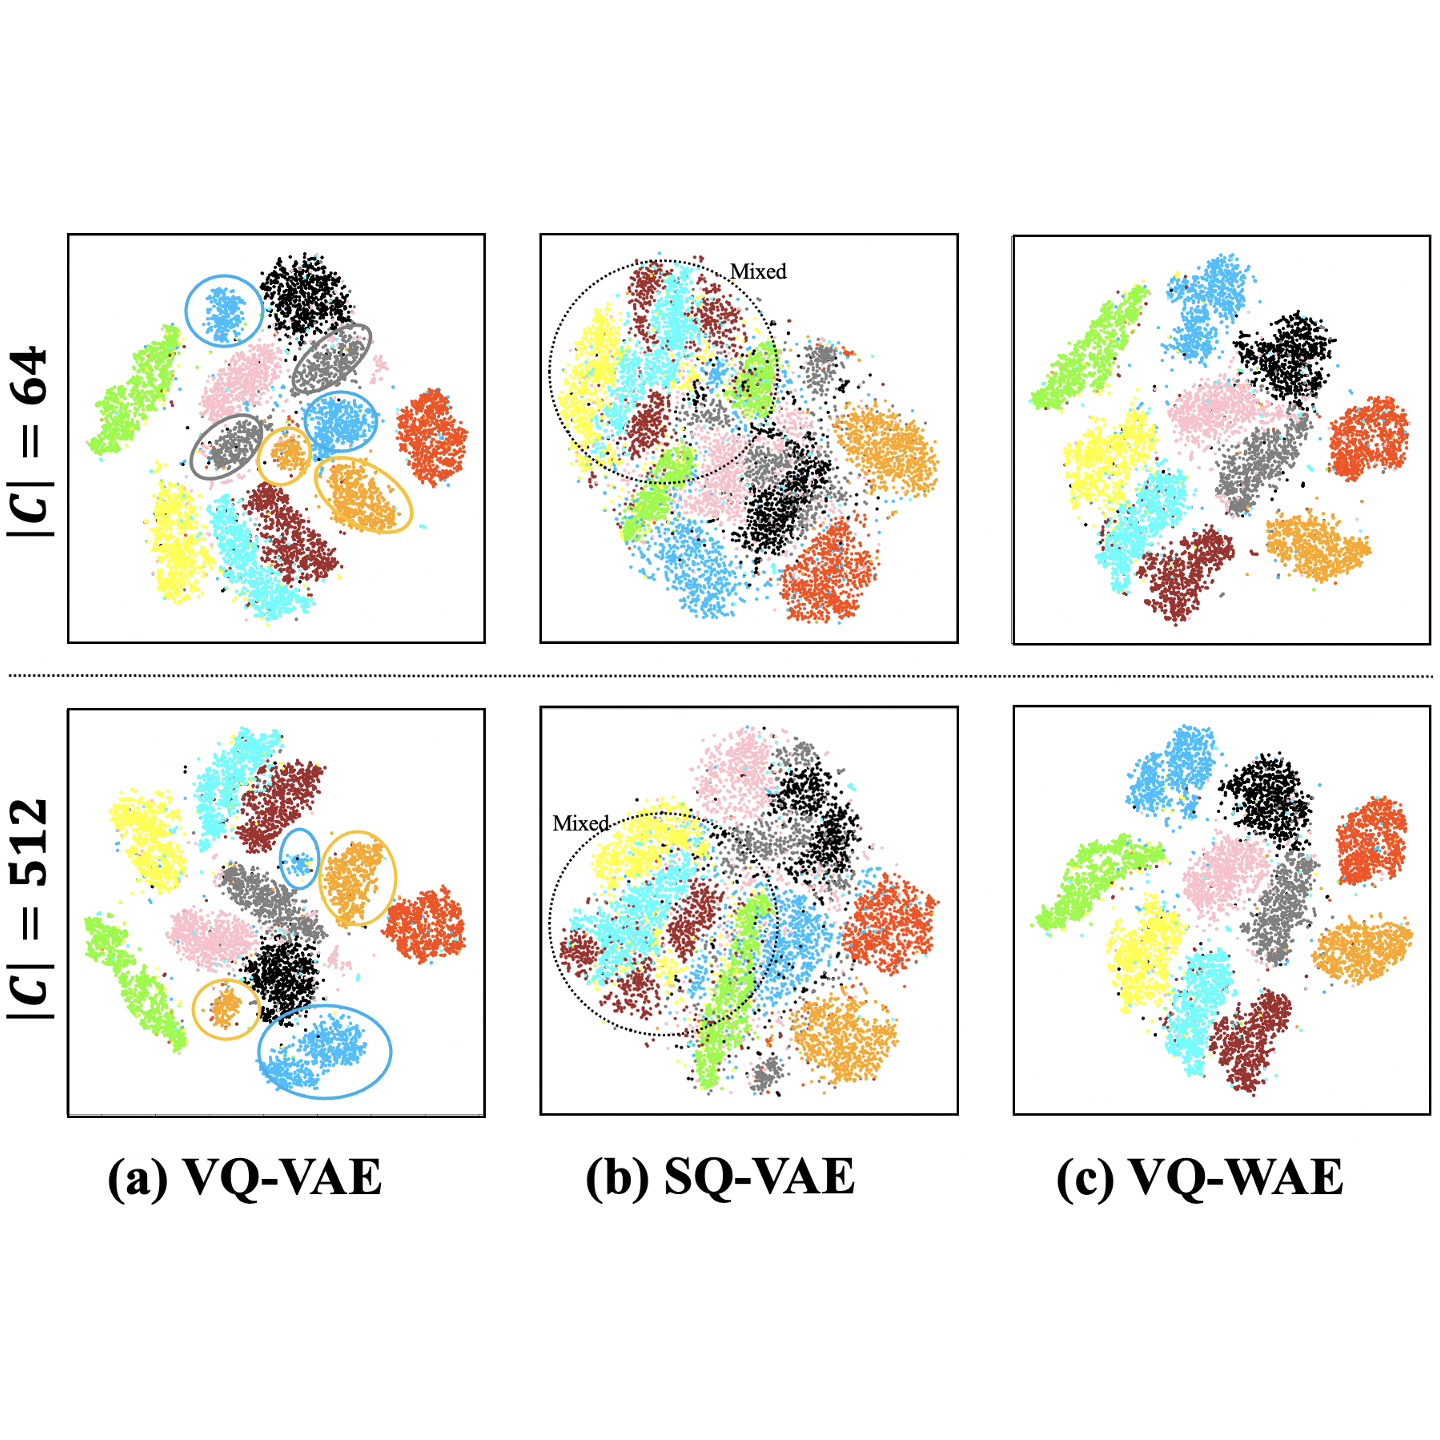 |C| = 64
Mixed
|C| = 512
Mixed
(a) VQ-VAE
(b) SQ-VAE
(c) VQ-WAE